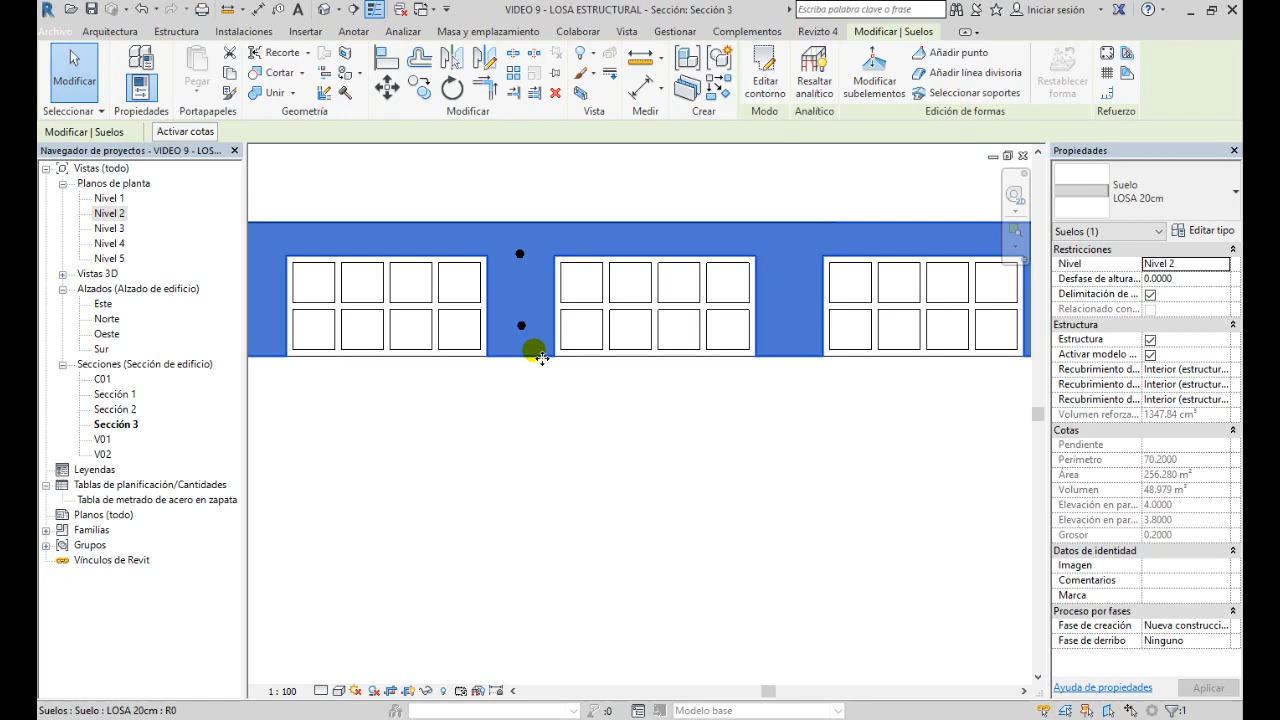 VIDEO 9 - LOSA ESTRUCTURAL - Sección: Sección 3
Escriba palabra clave o frase
Iniciar sesión
Archivo Arquitectura Estructura Instalaciones Insertar Anotar Analizar Masa y emplazamiento Colaborar Vista Gestionar Complementos Revizto 4 Modificar | Suelos
Modificar
Propiedades
Pegar
Recorte
Cortar
Unir
Editar contorno
Resaltar analítico
Modificar subelementos
Añadir punto
Añadir línea divisoria
Seleccionar soportes
Restablecer forma
Seleccionar Propiedades Portapapeles Geometría Modificar Vista Medir Crear Modo Analítico Edición de formas Refuerzo
Modificar | Suelos
Activar cotas
Navegador de proyectos - VIDEO 9 - LOS...
Vistas (todo)
Planos de planta
Nivel 1
Nivel 2
Nivel 3
Nivel 4
Nivel 5
Vistas 3D
Alzados (Alzado de edificio)
Este
Norte
Oeste
Sur
Secciones (Sección de edificio)
C01
Sección 1
Sección 2
Sección 3
V01
V02
Leyendas
Tablas de planificación/Cantidades
Tabla de metrado de acero en zapata
Planos (todo)
Familias
Grupos
Vínculos de Revit
2D
Propiedades
Suelo
LOSA 20cm
Suelos (1)
Editar tipo
Restricciones
Nivel Nivel 2
Desfase de altura... 0.0000
Delimitación de ...
Relacionado con...
Estructura
Estructura
Activar modelo ...
Recubrimiento d... Interior (estructur...
Recubrimiento d... Interior (estructur...
Recubrimiento d... Interior (estructur...
Volumen reforza... 1347.84 cm³
Cotas
Pendiente
Perímetro 70.2000
Área 256.280 m²
Volumen 48.979 m³
Elevación en par... 4.0000
Elevación en par... 3.8000
Grosor 0.2000
Datos de identidad
Imagen
Comentarios
Marca
Proceso por fases
Fase de creación Nueva construcci...
Fase de derribo Ninguno
Ayuda de propiedades
Aplicar
1 : 100
Suelos : Suelo : LOSA 20cm : R0
:0
Modelo base
:1